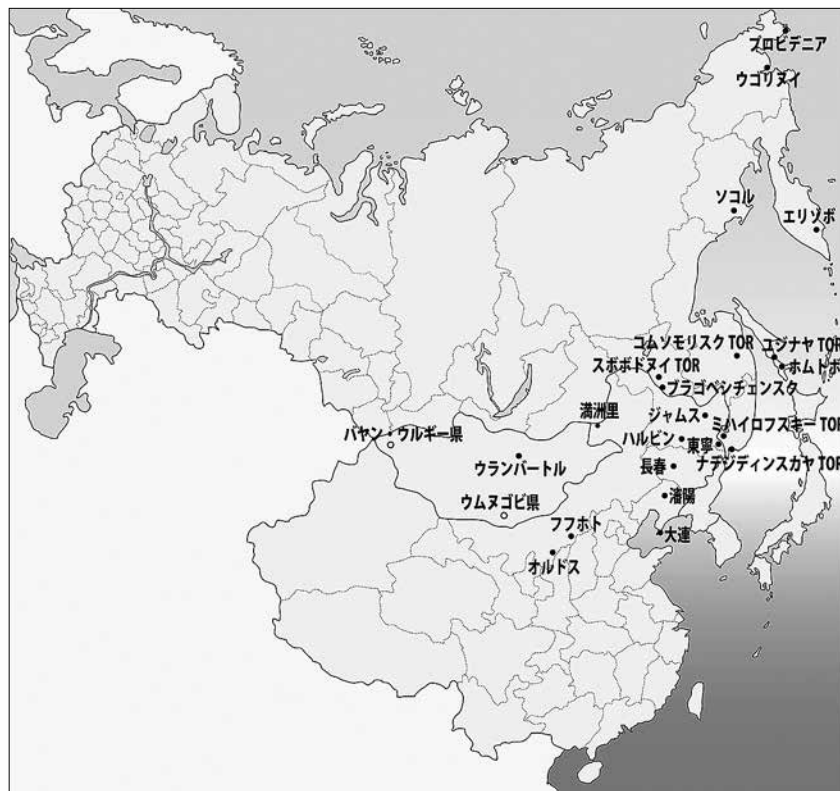 プロビデニア
ウゴリヌイ
ソコル
エリゾボ
コムソモリスク TOR
ユジナヤ TOR
ホムトボ
スボボドヌイ TOR
ブラゴベシチェンスク
満洲里
ジャムス
ミハイロフスキー TOR
ハルビン
東寧
バヤン・ウルギー県
ナデジディンスカヤ TOR
ウランバートル
長春
瀋陽
ウムヌゴビ県
フフホト
大連
オルドス